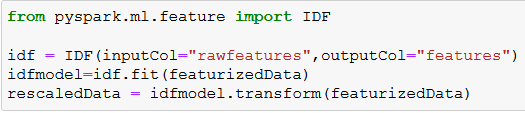 from pyspark.ml.feature import IDF
idf = IDF(inputCol="rawfeatures",outputCol="features")
idfmodel=idf.fit(featurizedData)
rescaledData = idfmodel.transform(featurizedData)